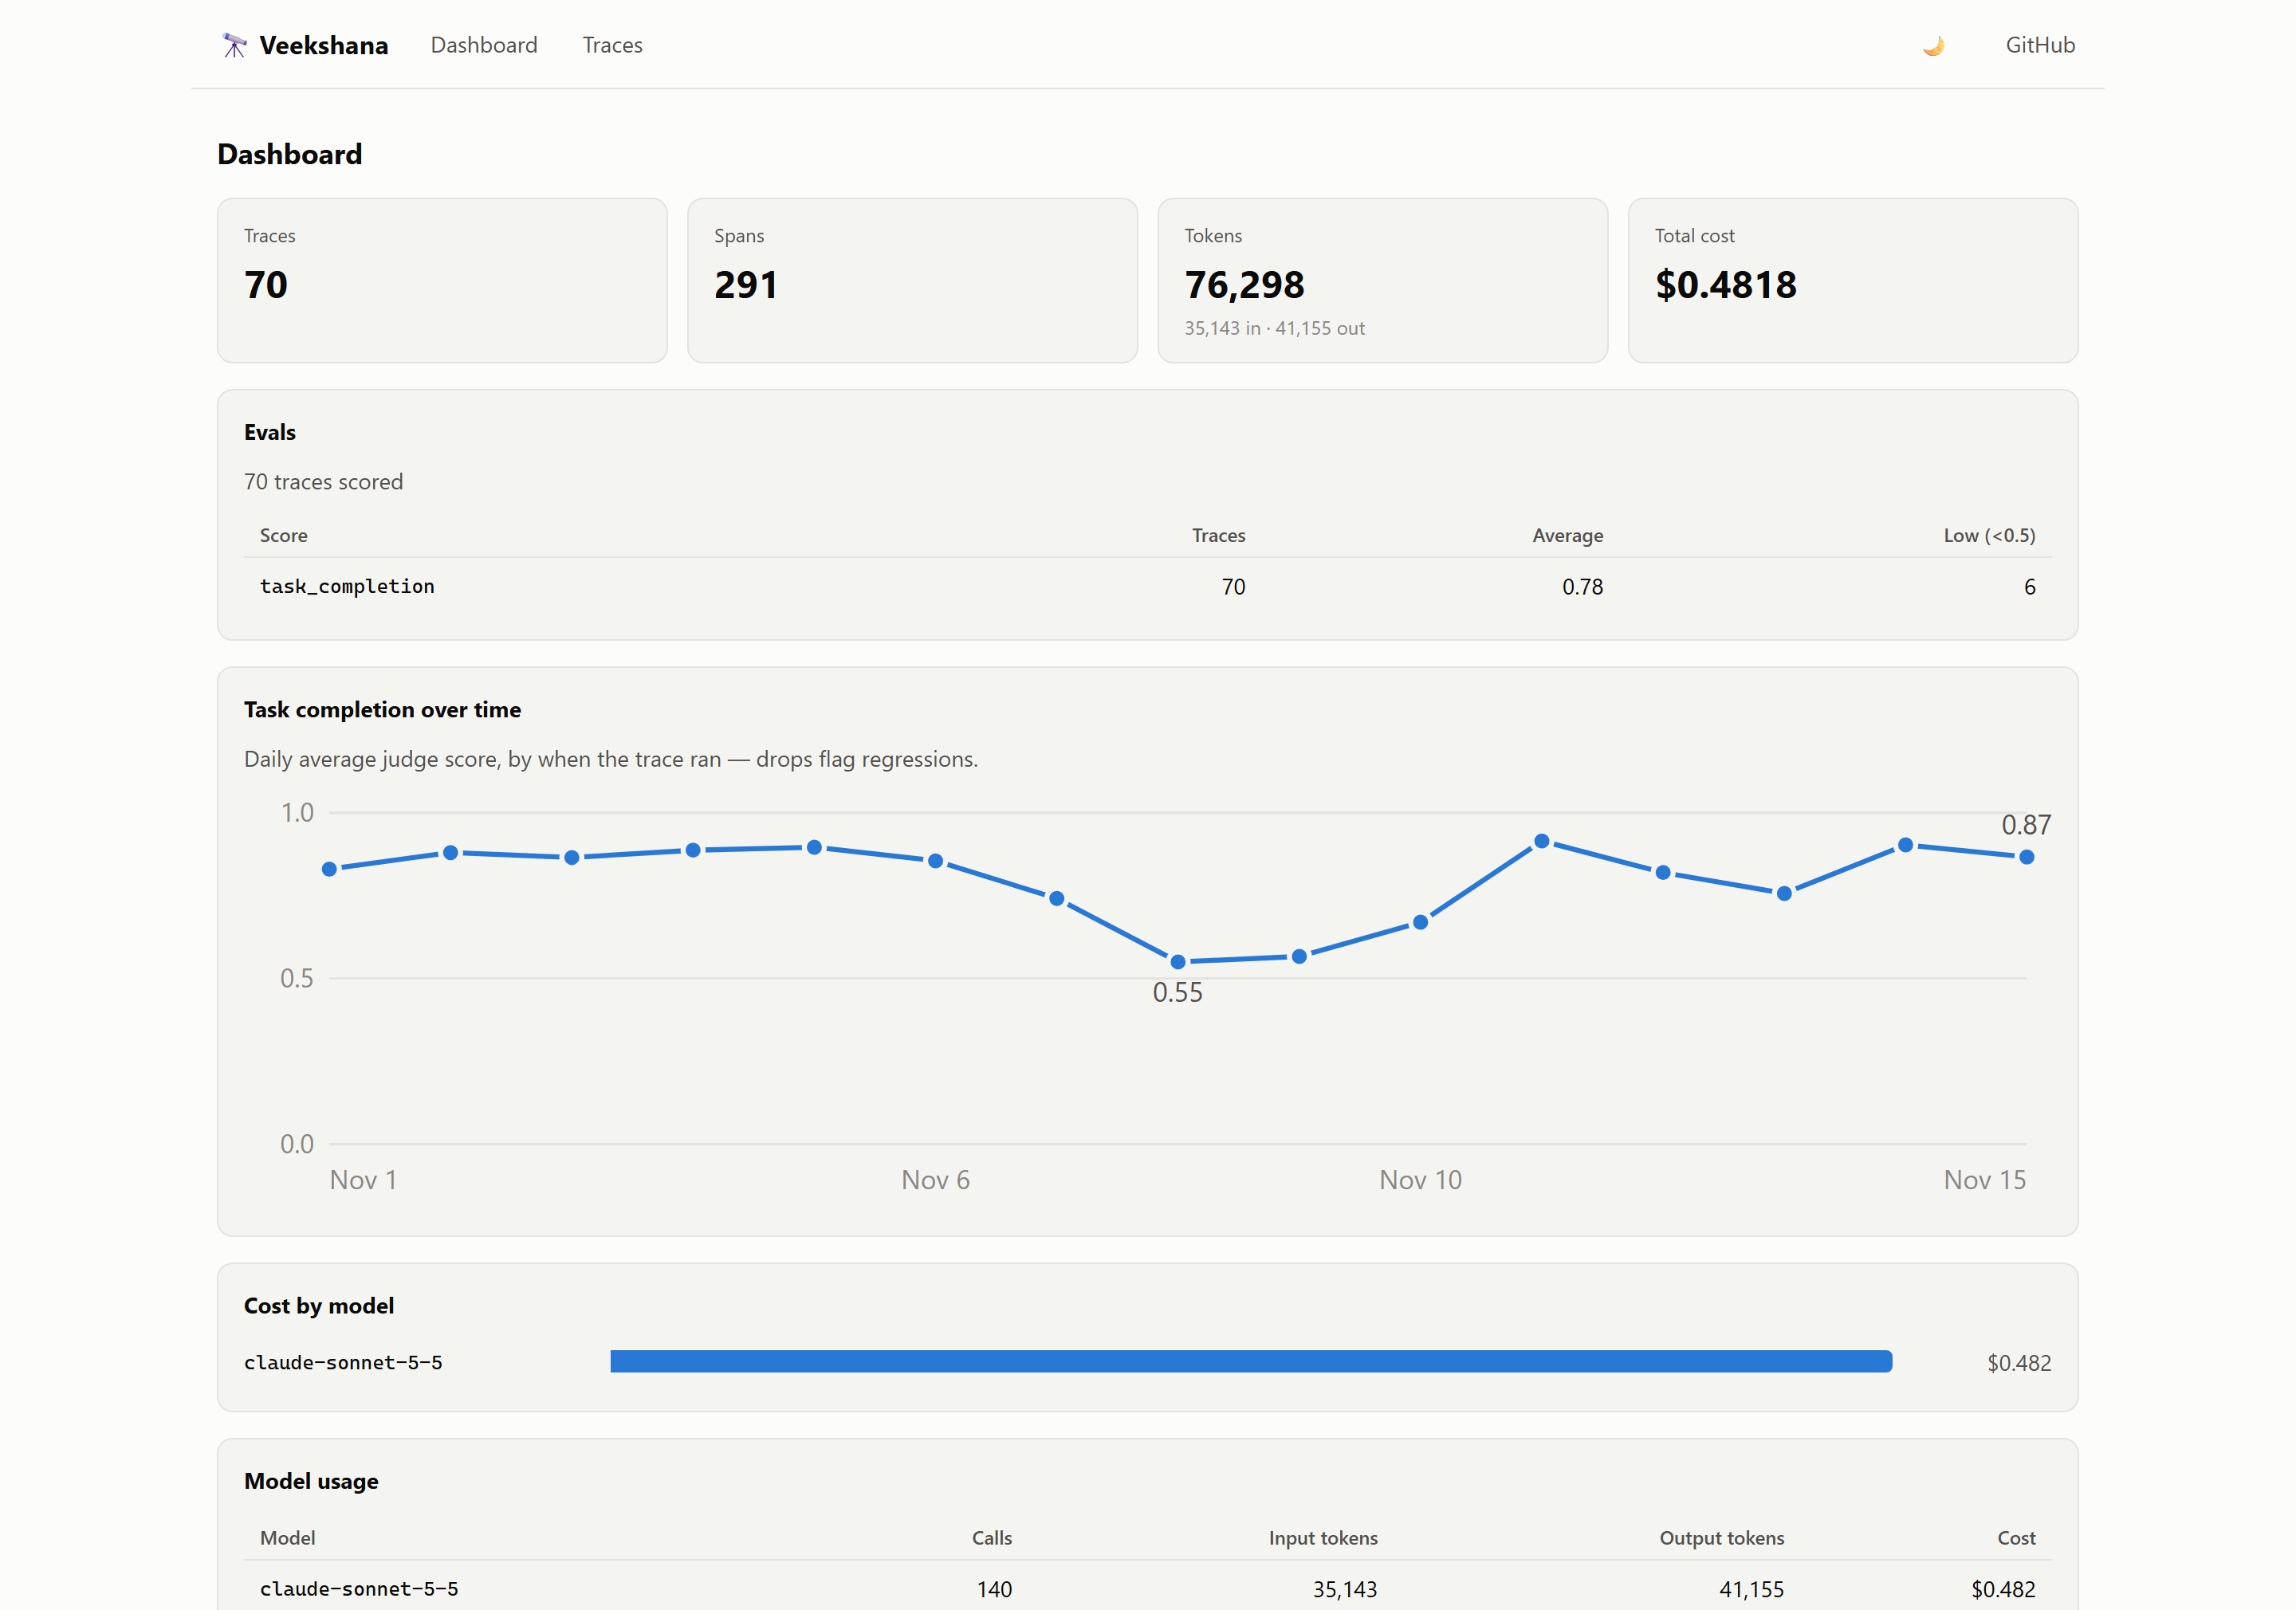 Veekshana Dashboard Traces GitHub
Dashboard
Traces Spans Tokens Total cost
70 291 76,298 $0.4818
35,143 in · 41,155 out
Evals
70 traces scored
Score Traces Average Low (<0.5)
task_completion 70 0.78 6
Task completion over time
Daily average judge score, by when the trace ran — drops flag regressions.
1.0
0.87
0.5
0.55
0.0
Nov 1 Nov 6 Nov 10 Nov 15
Cost by model
claude-sonnet-5-5 $0.482
Model usage
Model Calls Input tokens Output tokens Cost
claude-sonnet-5-5 140 35,143 41,155 $0.482